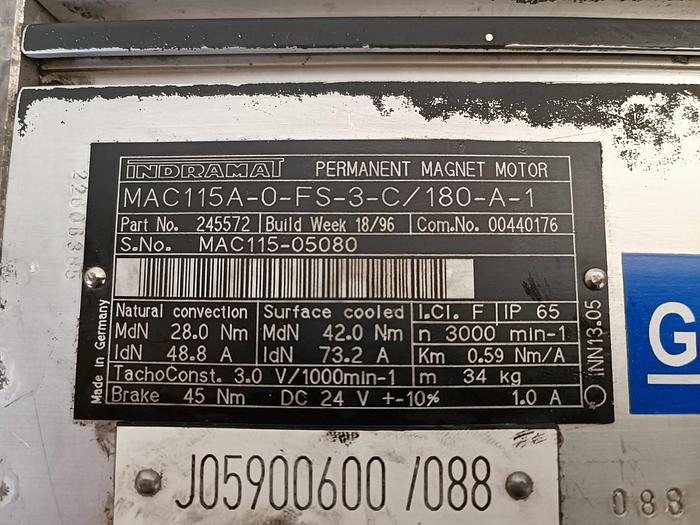 INDRAMAT PERMANENT MAGNET MOTOR
MAC115A-0-FS-3-C/180-A-1
Part No. 245572 Build Week 18/96 Com.No. 00440176
S.No. MAC115-05080
Natural convection Surface cooled I.Cl. F IP 65
MdN 28.0 Nm MdN 42.0 Nm n 3000 min-1
IdN 48.8 A IdN 73.2 A Km 0.59 Nm/A
TachoConst. 3.0 V/1000min-1 m 34 kg
Brake 45 Nm DC 24 V +-10% 1.0 A
Made in Germany
INN13.05
G
J05900600 /088
088